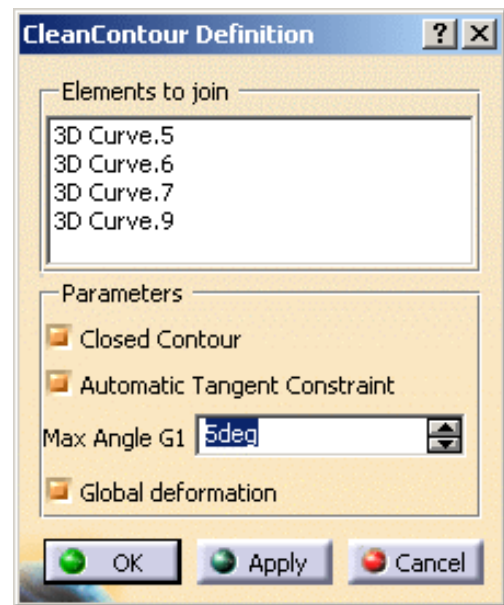 CleanContour Definition ? X
Elements to join
3D Curve.5
3D Curve.6
3D Curve.7
3D Curve.9
Parameters
Closed Contour
Automatic Tangent Constraint
Max Angle G1 5deg
Global deformation
OK Apply Cancel